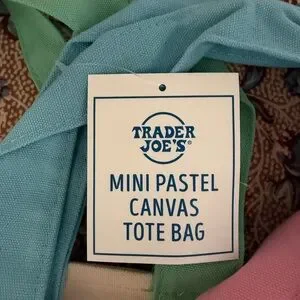 TRADER
JOE'S®
MINI PASTEL
CANVAS
TOTE BAG